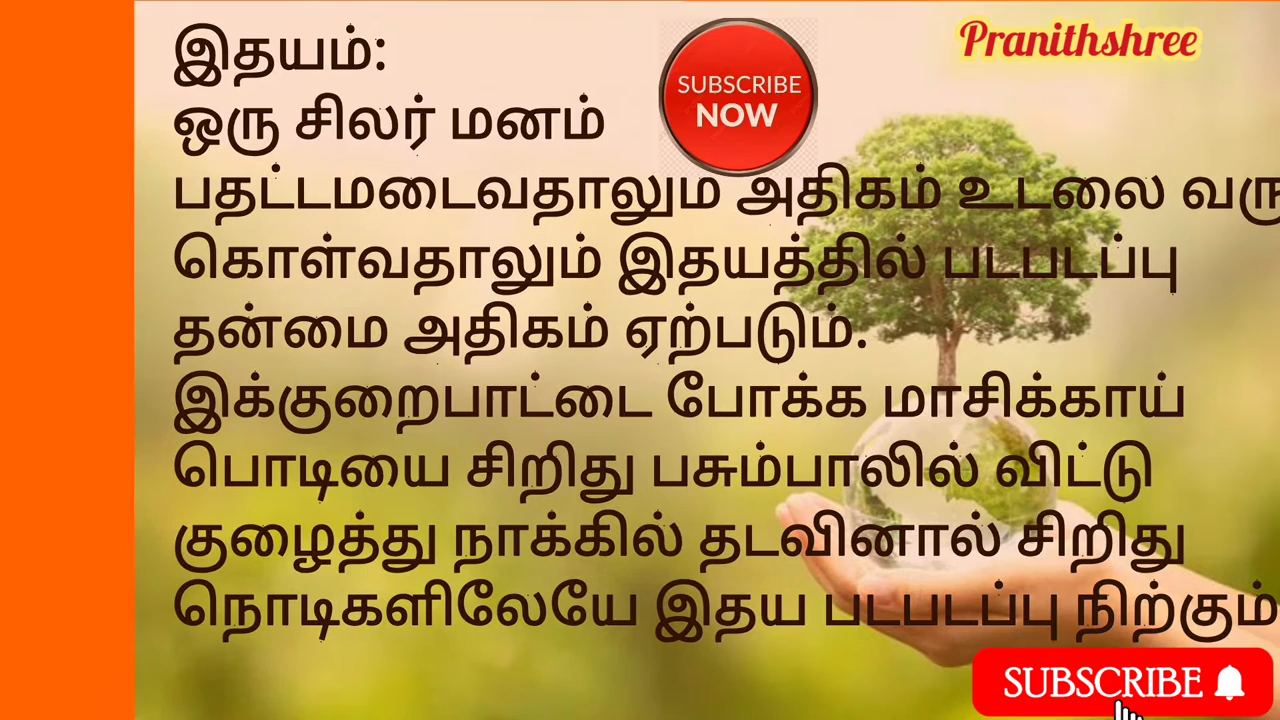 இதயம்:
ஒரு சிலர் மனம்
பதட்டமடைவதாலும் அதிகம் உடலை
கொள்வதாலும் இதயத்தில் படபடப்பு
தன்மை அதிகம் ஏற்படும்.
இக்குறைபாட்டை போக்க மாசிக்காய்
பொடியை சிறிது பசும்பாலில் விட்டு
குழைத்து நாக்கில் தடவினால் சிறிது
நொடிகளிலேயே இதய படபடப்பு நிற்கும்
SUBSCRIBE
NOW
Pranithshree
SUBSCRIBE